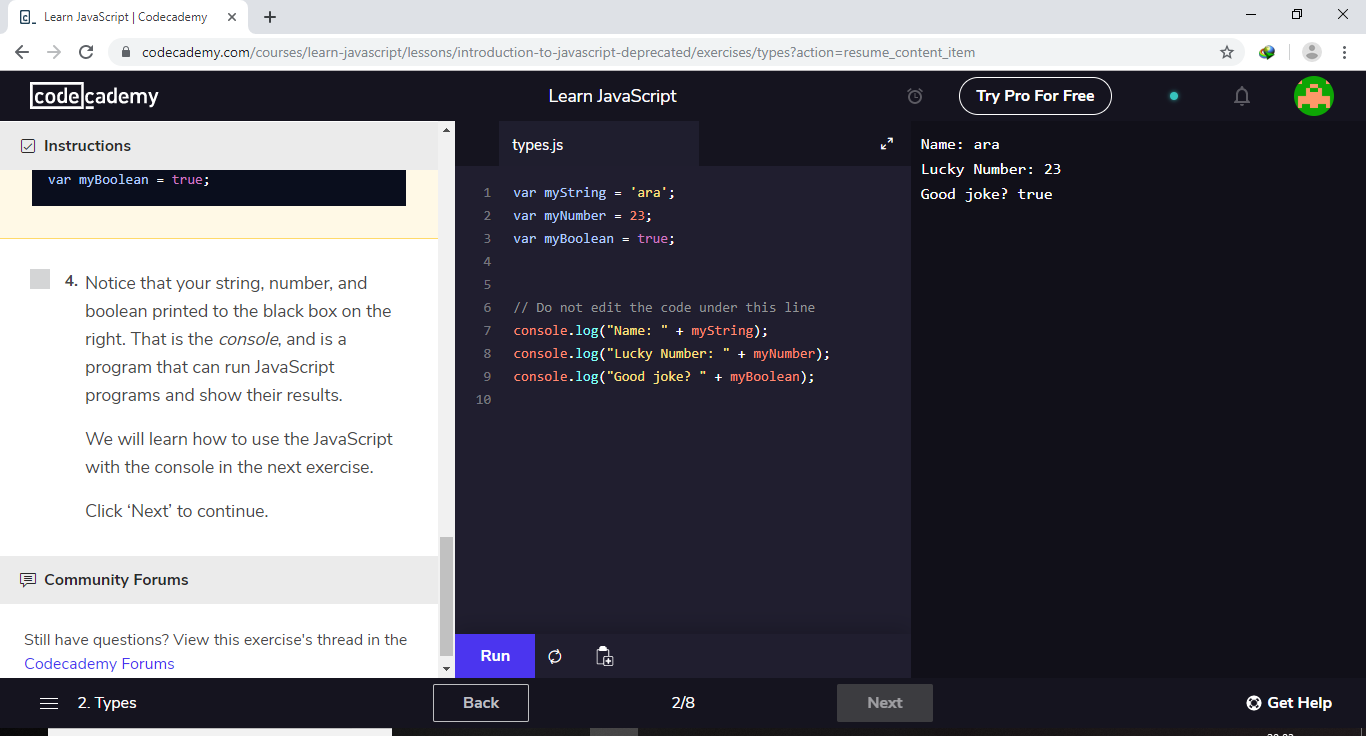 Learn JavaScript | Codecademy
codecademy.com/courses/learn-javascript/lessons/introduction-to-javascript-deprecated/exercises/types?action=resume_content_item
codecademy
Learn JavaScript
Try Pro For Free
Instructions
var myBoolean = true;
4. Notice that your string, number, and
boolean printed to the black box on the
right. That is the console, and is a
program that can run JavaScript
programs and show their results.
We will learn how to use the JavaScript
with the console in the next exercise.
Click ‘Next’ to continue.
Community Forums
Still have questions? View this exercise's thread in the
Codecademy Forums
types.js
1 var myString = 'ara';
2 var myNumber = 23;
3 var myBoolean = true;
4
5
6 // Do not edit the code under this line
7 console.log("Name: " + myString);
8 console.log("Lucky Number: " + myNumber);
9 console.log("Good joke? " + myBoolean);
10
Run
Name: ara
Lucky Number: 23
Good joke? true
2. Types
Back
2/8
Next
Get Help